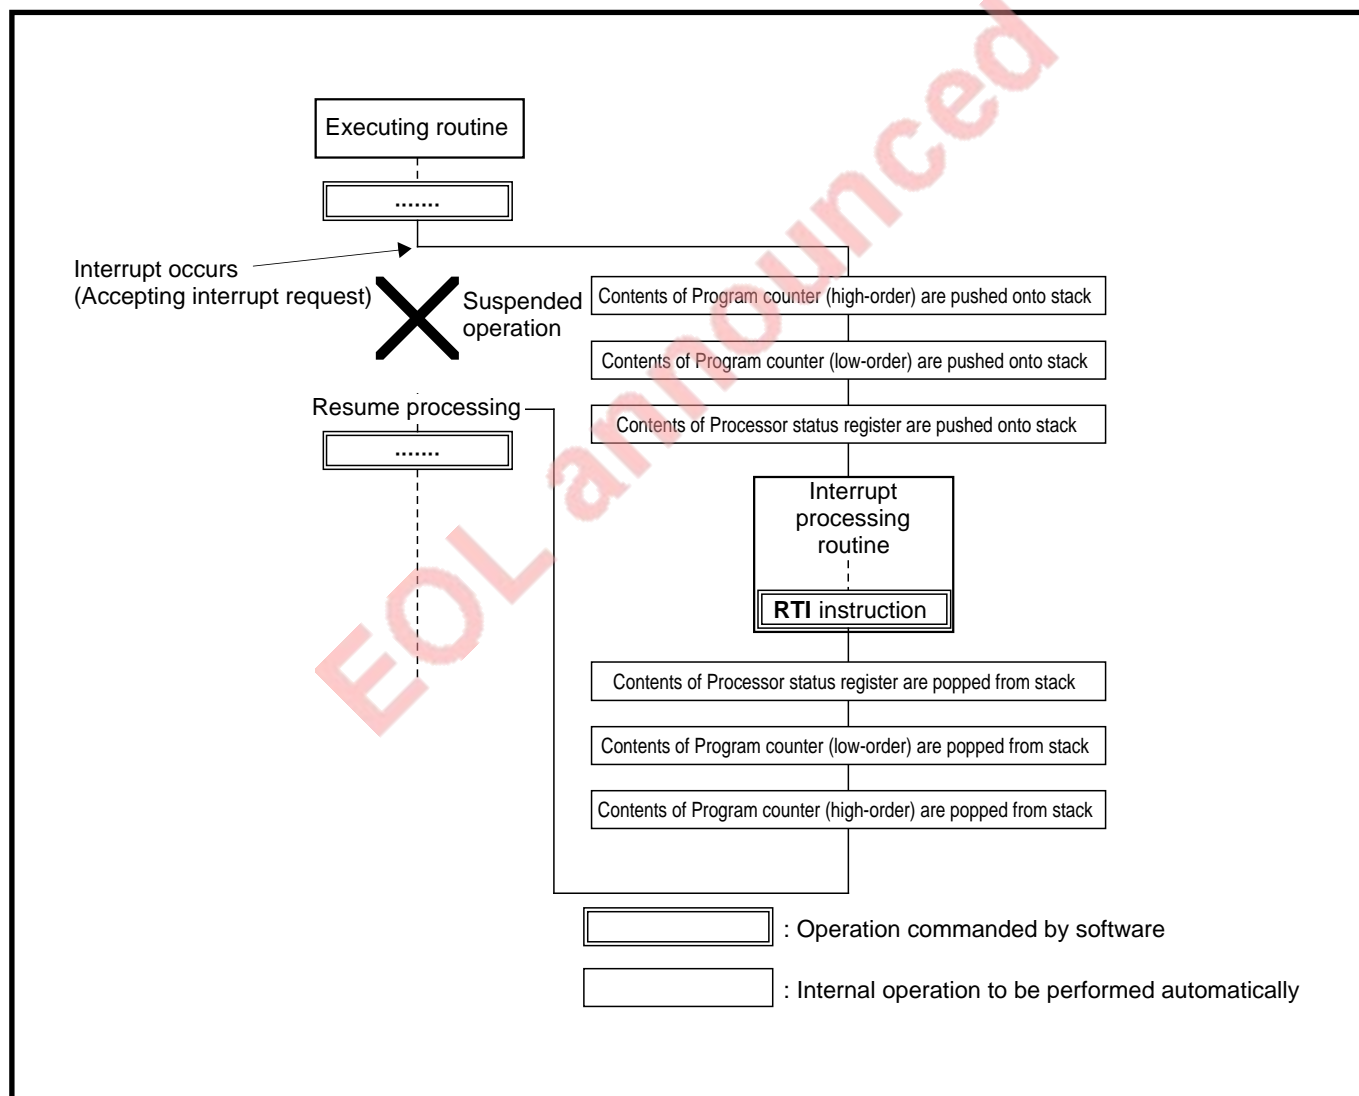 Executing routine
.......
Interrupt occurs
(Accepting interrupt request)
Suspended
operation
Contents of Program counter (high-order) are pushed onto stack
Contents of Program counter (low-order) are pushed onto stack
Contents of Processor status register are pushed onto stack
Interrupt
processing
routine
RTI instruction
Contents of Processor status register are popped from stack
Contents of Program counter (low-order) are popped from stack
Contents of Program counter (high-order) are popped from stack
Resume processing
.......
: Operation commanded by software
: Internal operation to be performed automatically
EOL announced